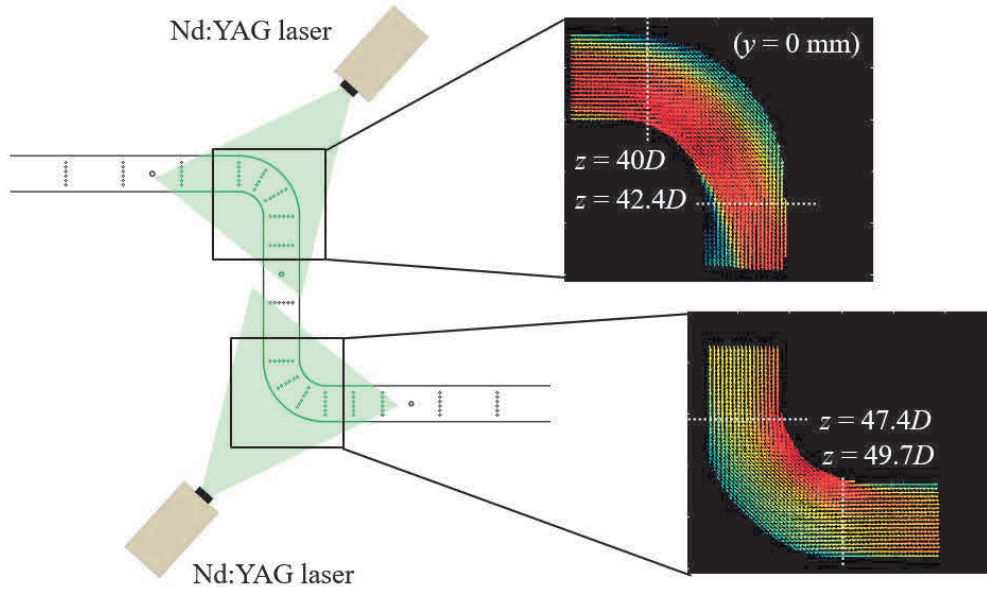 Nd:YAG laser
(y = 0 mm)
z = 40D
z = 42.4D
z = 47.4D
z = 49.7D
Nd:YAG laser